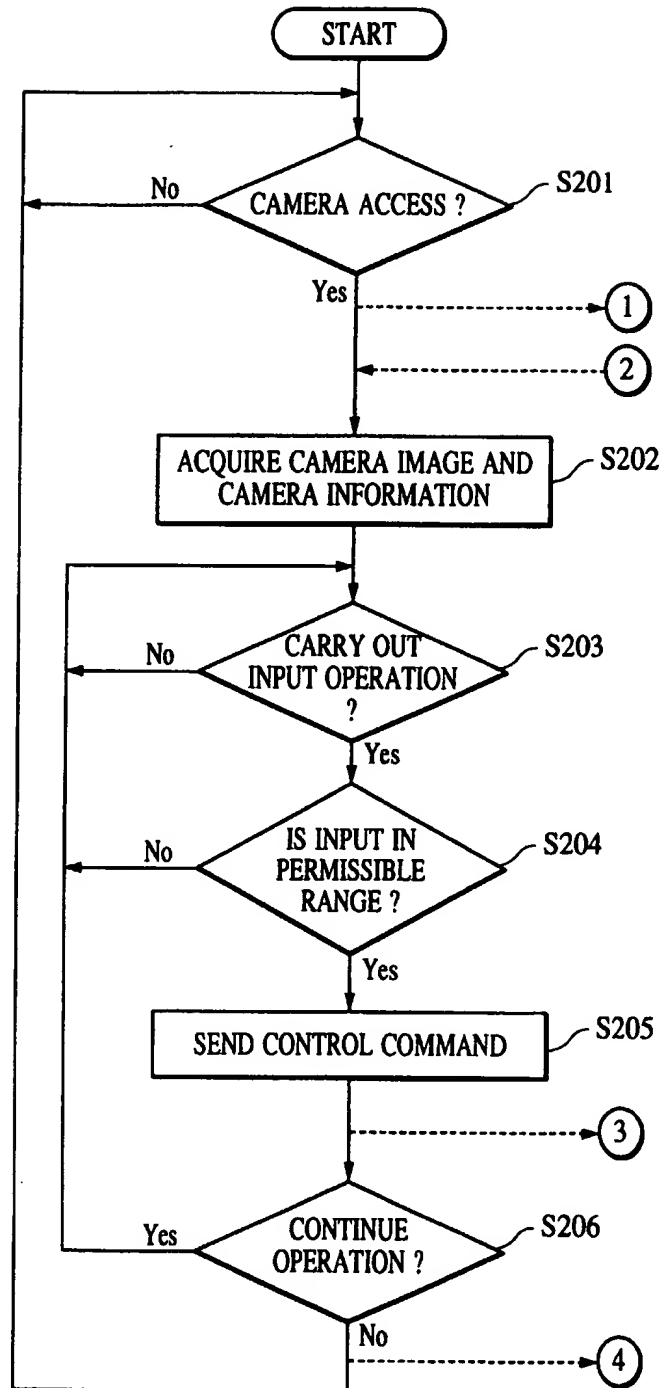 START
No
CAMERA ACCESS ?
S201
Yes
1
2
ACQUIRE CAMERA IMAGE AND
CAMERA INFORMATION
S202
No
CARRY OUT
INPUT OPERATION
?
S203
Yes
No
IS INPUT IN
PERMISSIBLE
RANGE ?
S204
Yes
SEND CONTROL COMMAND
S205
3
Yes
CONTINUE
OPERATION ?
S206
No
4